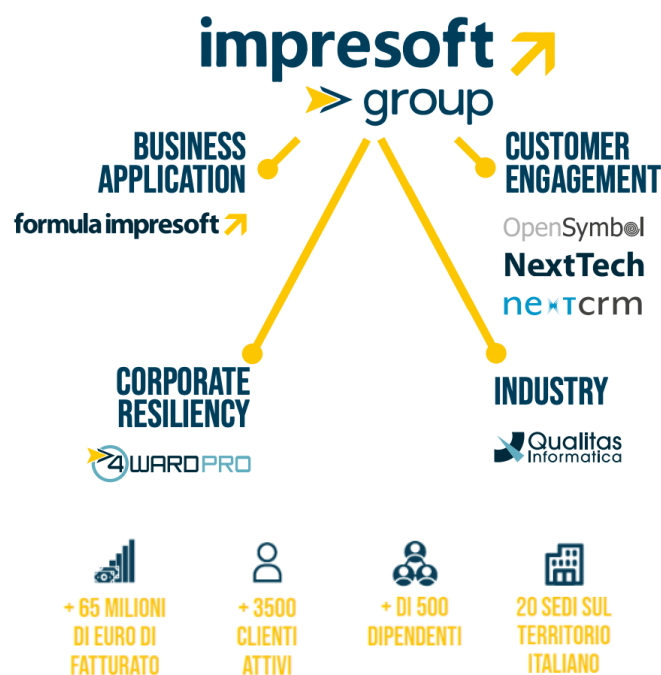 impresoft
group
BUSINESS
APPLICATION
formula impresoft
CUSTOMER
ENGAGEMENT
OpenSymbol
NextTech
nextcrm
CORPORATE
RESILIENCY
4WARDPRO
INDUSTRY
Qualitas
Informatica
+ 65 MILIONI
DI EURO DI
FATTURATO
+ 3500
CLIENTI
ATTIVI
+ DI 500
DIPENDENTI
20 SEDI SUL
TERRITORIO
ITALIANO